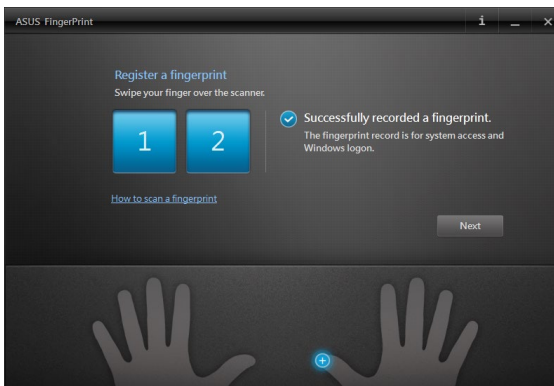 ASUS FingerPrint
Register a fingerprint
Swipe your finger over the scanner.
1 2
Successfully recorded a fingerprint.
The fingerprint record is for system access and
Windows logon.
How to scan a fingerprint
Next